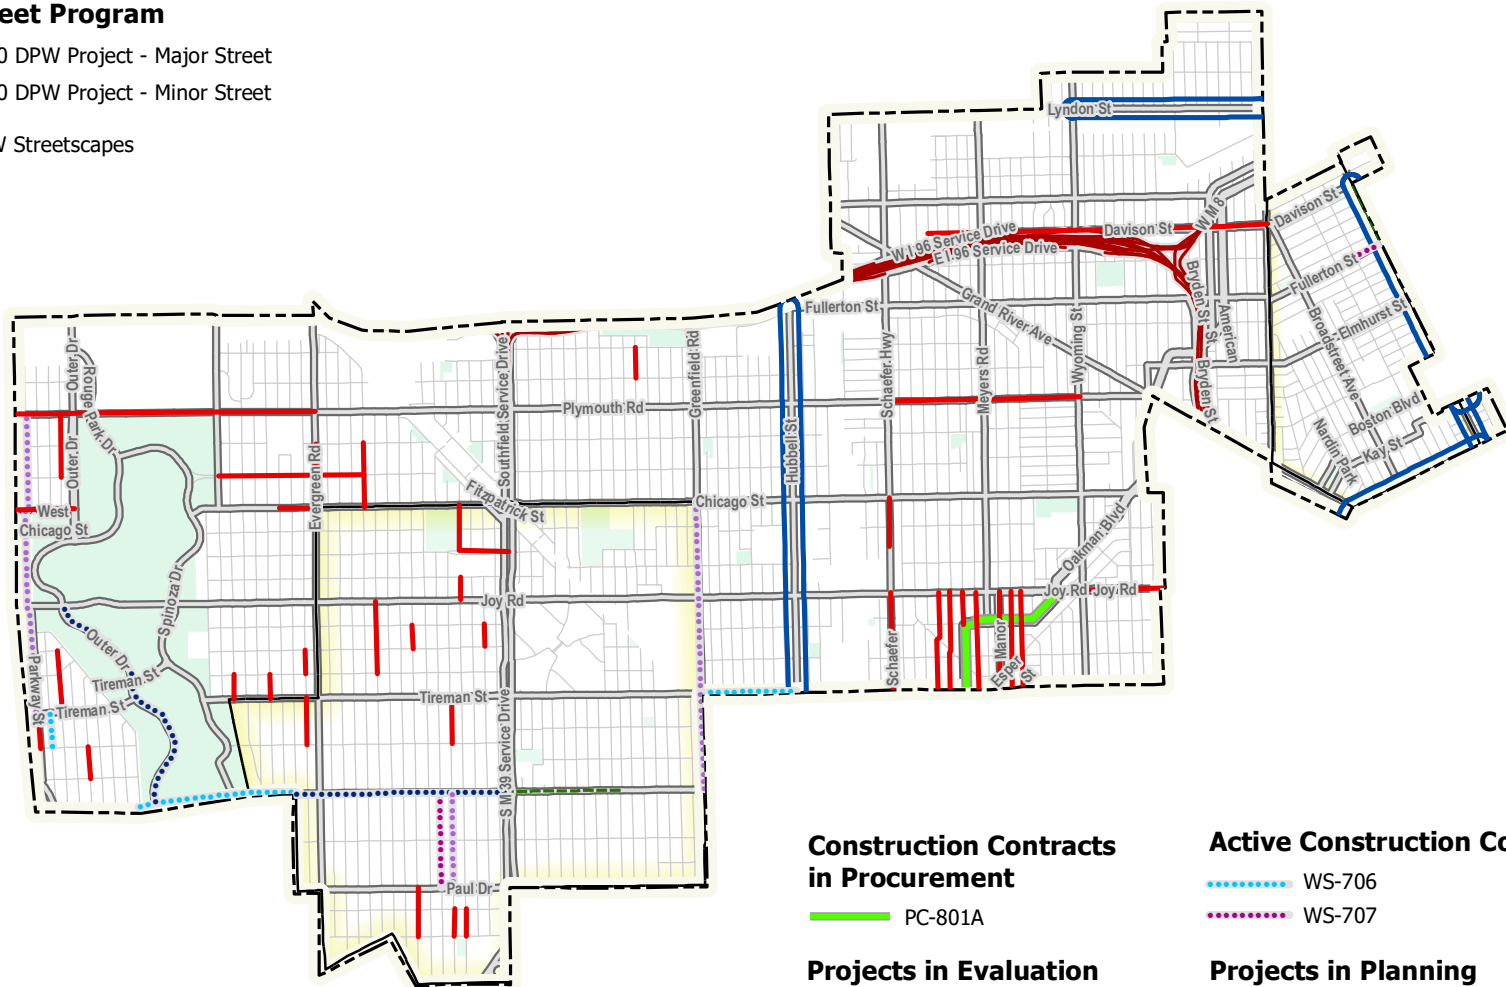 eet Program
0 DPW Project - Major Street
0 DPW Project - Minor Street
W Streetscapes
Lyndon St
W M 8
Davison St
Davison St
W I 96 Service Drive
E I 96 Service Drive
Fullerton St
Fullerton St
Bryden St
St
American
Bryden St
Grand River Ave
Wyoming St
Meyers Rd
Schaefer Hwy
Broadstreet Ave
Elmhurst St
Boston Blvd
Kay St
Nardin Park
Outer Dr
Outer Dr
Rouge Park Dr
Evergreen Rd
Southfield Service Drive
Plymouth Rd
Greenfield Rd
Hubbell St
Fitzpatrick St
Chicago St
West
Chicago St
Spinoza Dr
Outer Dr
Parkway St
Tireman St
Tireman St
Tireman St
Joy Rd
Joy Rd
Joy Rd
Oakman Blvd
Schaefer
Manor
Esper St
S M 39 Service Drive
Paul Dr
Construction Contracts
in Procurement
PC-801A
Projects in Evaluation
Active Construction Co
WS-706
WS-707
Projects in Planning